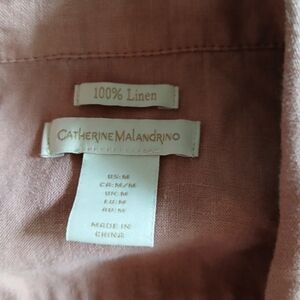 100% Linen
CATHERINE MALANDRINO
US:M
CA:M/M
UK:M
EU:M
AU:M
MADE IN
CHINA